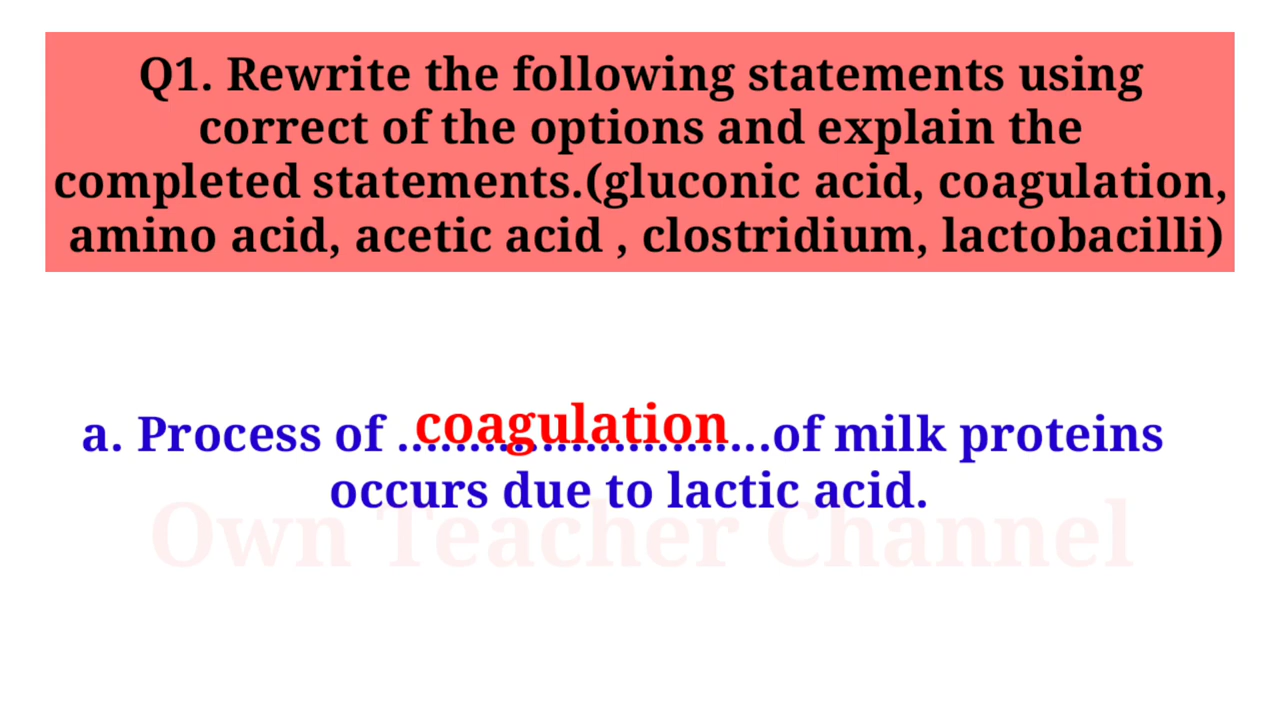 Q1. Rewrite the following statements using
correct of the options and explain the
completed statements.(gluconic acid, coagulation,
amino acid, acetic acid , clostridium, lactobacilli)
a. Process of ..........coagulation..........of milk proteins
occurs due to lactic acid.
Own Teacher Channel